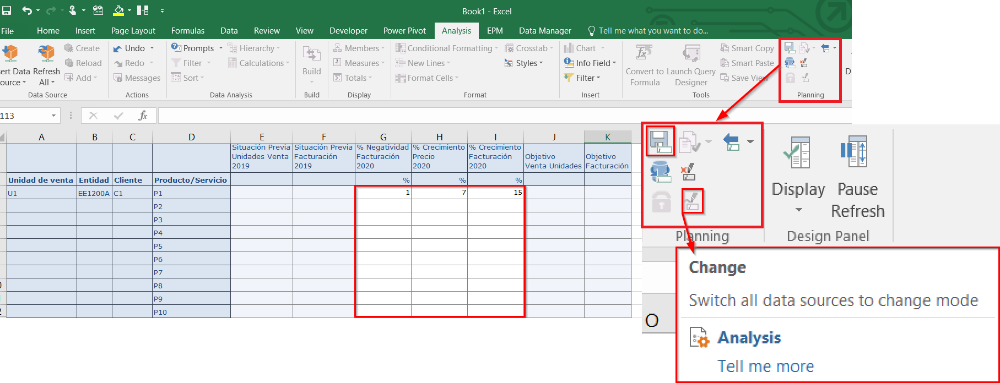 Book1 - Excel
File Home Insert Page Layout Formulas Data Review View Developer Power Pivot Analysis EPM Data Manager Tell me what you want to do...
Create Undo Prompts Hierarchy Members Conditional Formatting Crosstab Chart Smart Copy
Reload Redo Filter Calculations Measures New Lines Styles Info Field Smart Paste
ert Data Refresh Build Convert to Launch Query D
ource All Add Messages Sort Totals Format Cells Filter Formula Designer Save View
Data Source Actions Data Analysis Build Display Format Insert Tools Planning
113 fx
A B C D E F G H I J K
Situación Previa Situación Previa % Negatividad % Crecimiento % Crecimiento
Unidades Venta Facturación Facturación Precio Facturación Objetivo Objetivo
2019 2019 2020 2020 2020 Venta Unidades Facturación
Unidad de venta Entidad Cliente Producto/Servicio % % %
U1 EE1200A C1 P1 1 7 15
P2
P3
P4
P5
P6
P7
0 P8
1 P9
2 P10
Display Pause
Refresh
Planning Design Panel
Change
Switch all data sources to change mode
O
Analysis
Tell me more